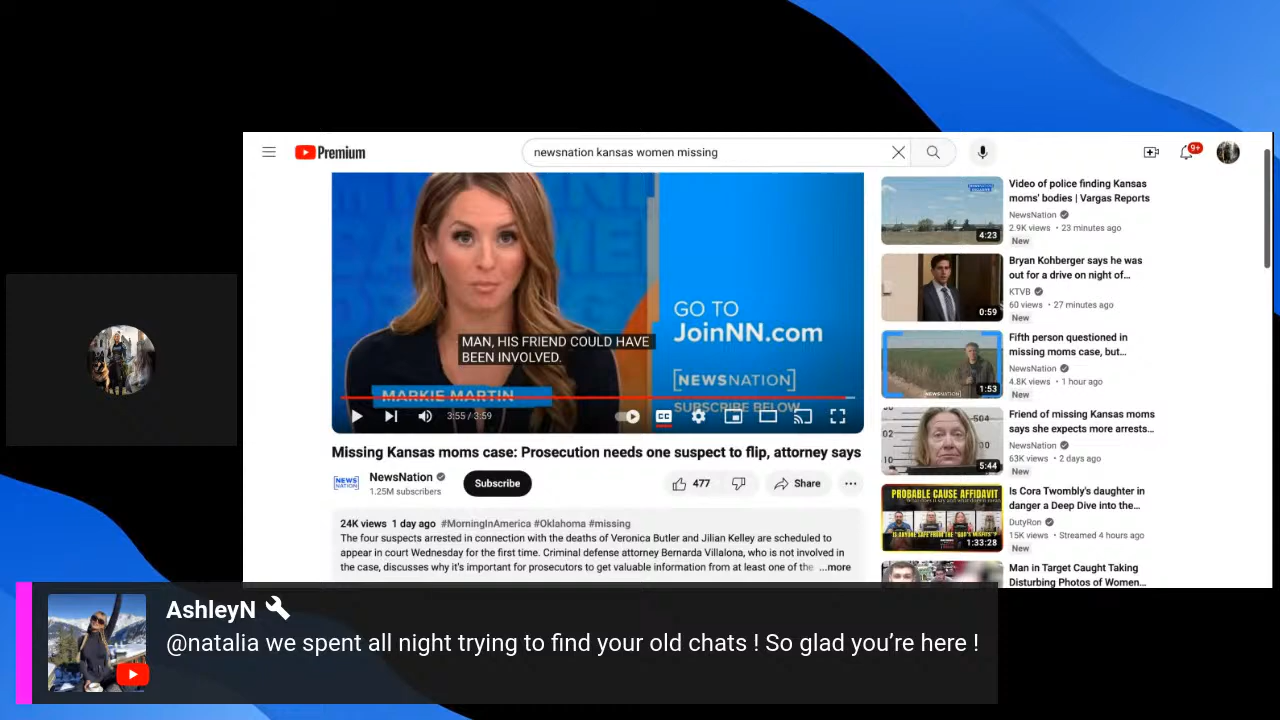 Premium
newsnation kansas women missing
9+
GO TO
JoinNN.com
MAN, HIS FRIEND COULD HAVE
BEEN INVOLVED.
[NEWSNATION]
MARKIE MARTIN
SUBSCRIBE BELOW
3:55 / 3:59
CC
Missing Kansas moms case: Prosecution needs one suspect to flip, attorney says
NEWS
NATION
NewsNation
1.25M subscribers
Subscribe
477
Share
24K views 1 day ago #MorningInAmerica #Oklahoma #missing
The four suspects arrested in connection with the deaths of Veronica Butler and Jilian Kelley are scheduled to
appear in court Wednesday for the first time. Criminal defense attorney Bernarda Villalona, who is not involved in
the case, discusses why it's important for prosecutors to get valuable information from at least one of the ...more
4:23
Video of police finding Kansas
moms' bodies | Vargas Reports
NewsNation
2.9K views • 23 minutes ago
New
0:59
Bryan Kohberger says he was
out for a drive on night of...
KTVB
60 views • 27 minutes ago
New
1:53
Fifth person questioned in
missing moms case, but...
NewsNation
4.8K views • 1 hour ago
New
5:44
Friend of missing Kansas moms
says she expects more arrests...
NewsNation
63K views • 2 days ago
New
PROBABLE CAUSE AFFIDAVIT
1:33:28
Is Cora Twombly's daughter in
danger a Deep Dive into the...
DutyRon
15K views • Streamed 4 hours ago
New
Man in Target Caught Taking
Disturbing Photos of Women...
AshleyN
@natalia we spent all night trying to find your old chats ! So glad you’re here !